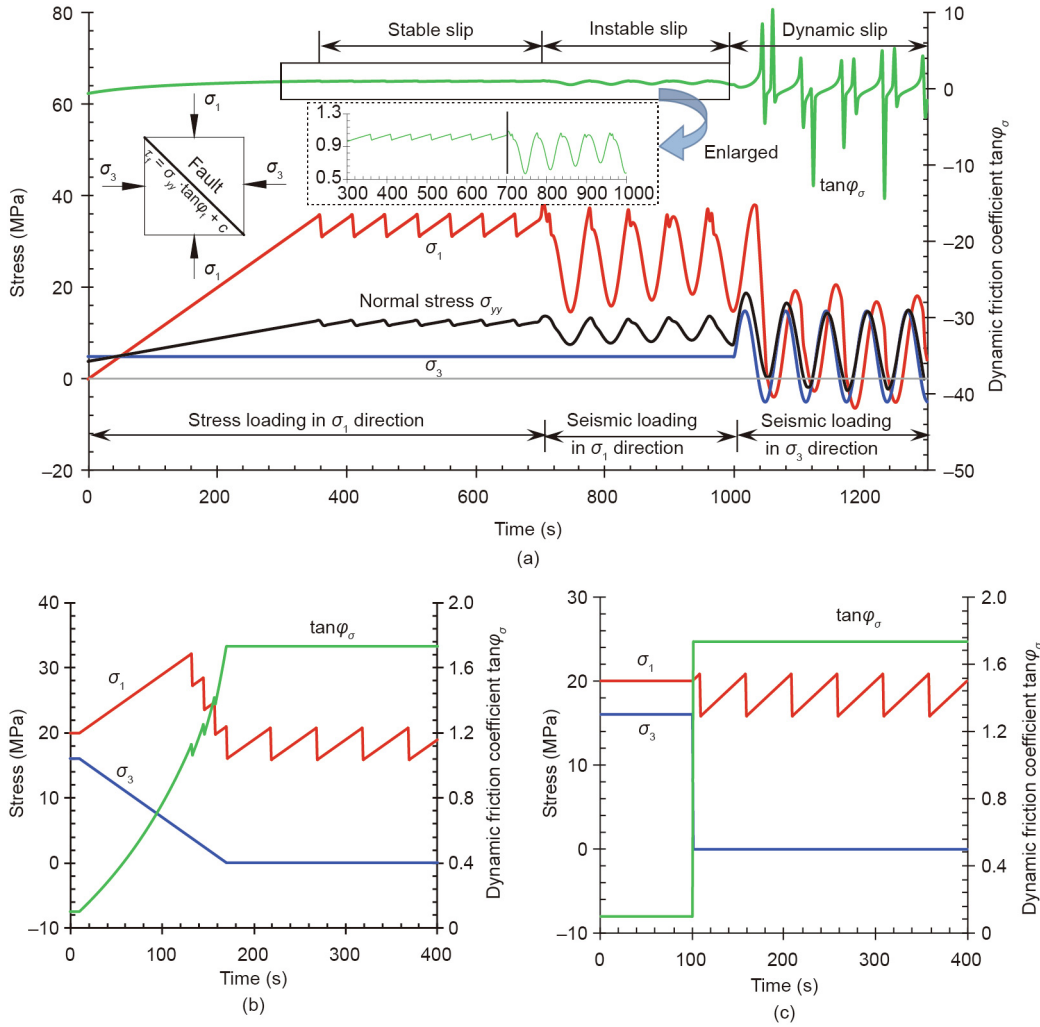 80
60
40
20
0
–20
Stress (MPa)
10
0
–10
–20
–30
–40
–50
Dynamic friction coefficient tanφσ
Stable slip
Instable slip
Dynamic slip
σ1
σ3
σ3
σ1
Fault
τf = σyy tanφf + c
1.3
0.9
0.5
300 400 500 600 700 800 900 1000
Enlarged
tanφσ
σ1
Normal stress σyy
σ3
Stress loading in σ1 direction
Seismic loading
in σ1 direction
Seismic loading
in σ3 direction
0 200 400 600 800 1000 1200
Time (s)
(a)
40
30
20
10
0
–10
Stress (MPa)
2.0
1.6
1.2
0.8
0.4
0
Dynamic friction coefficient tanφσ
tanφσ
σ1
σ3
0 100 200 300 400
Time (s)
(b)
30
20
10
0
–10
Stress (MPa)
2.0
1.5
1.0
0.5
0
Dynamic friction coefficient tanφσ
tanφσ
σ1
σ3
0 100 200 300 400
Time (s)
(c)